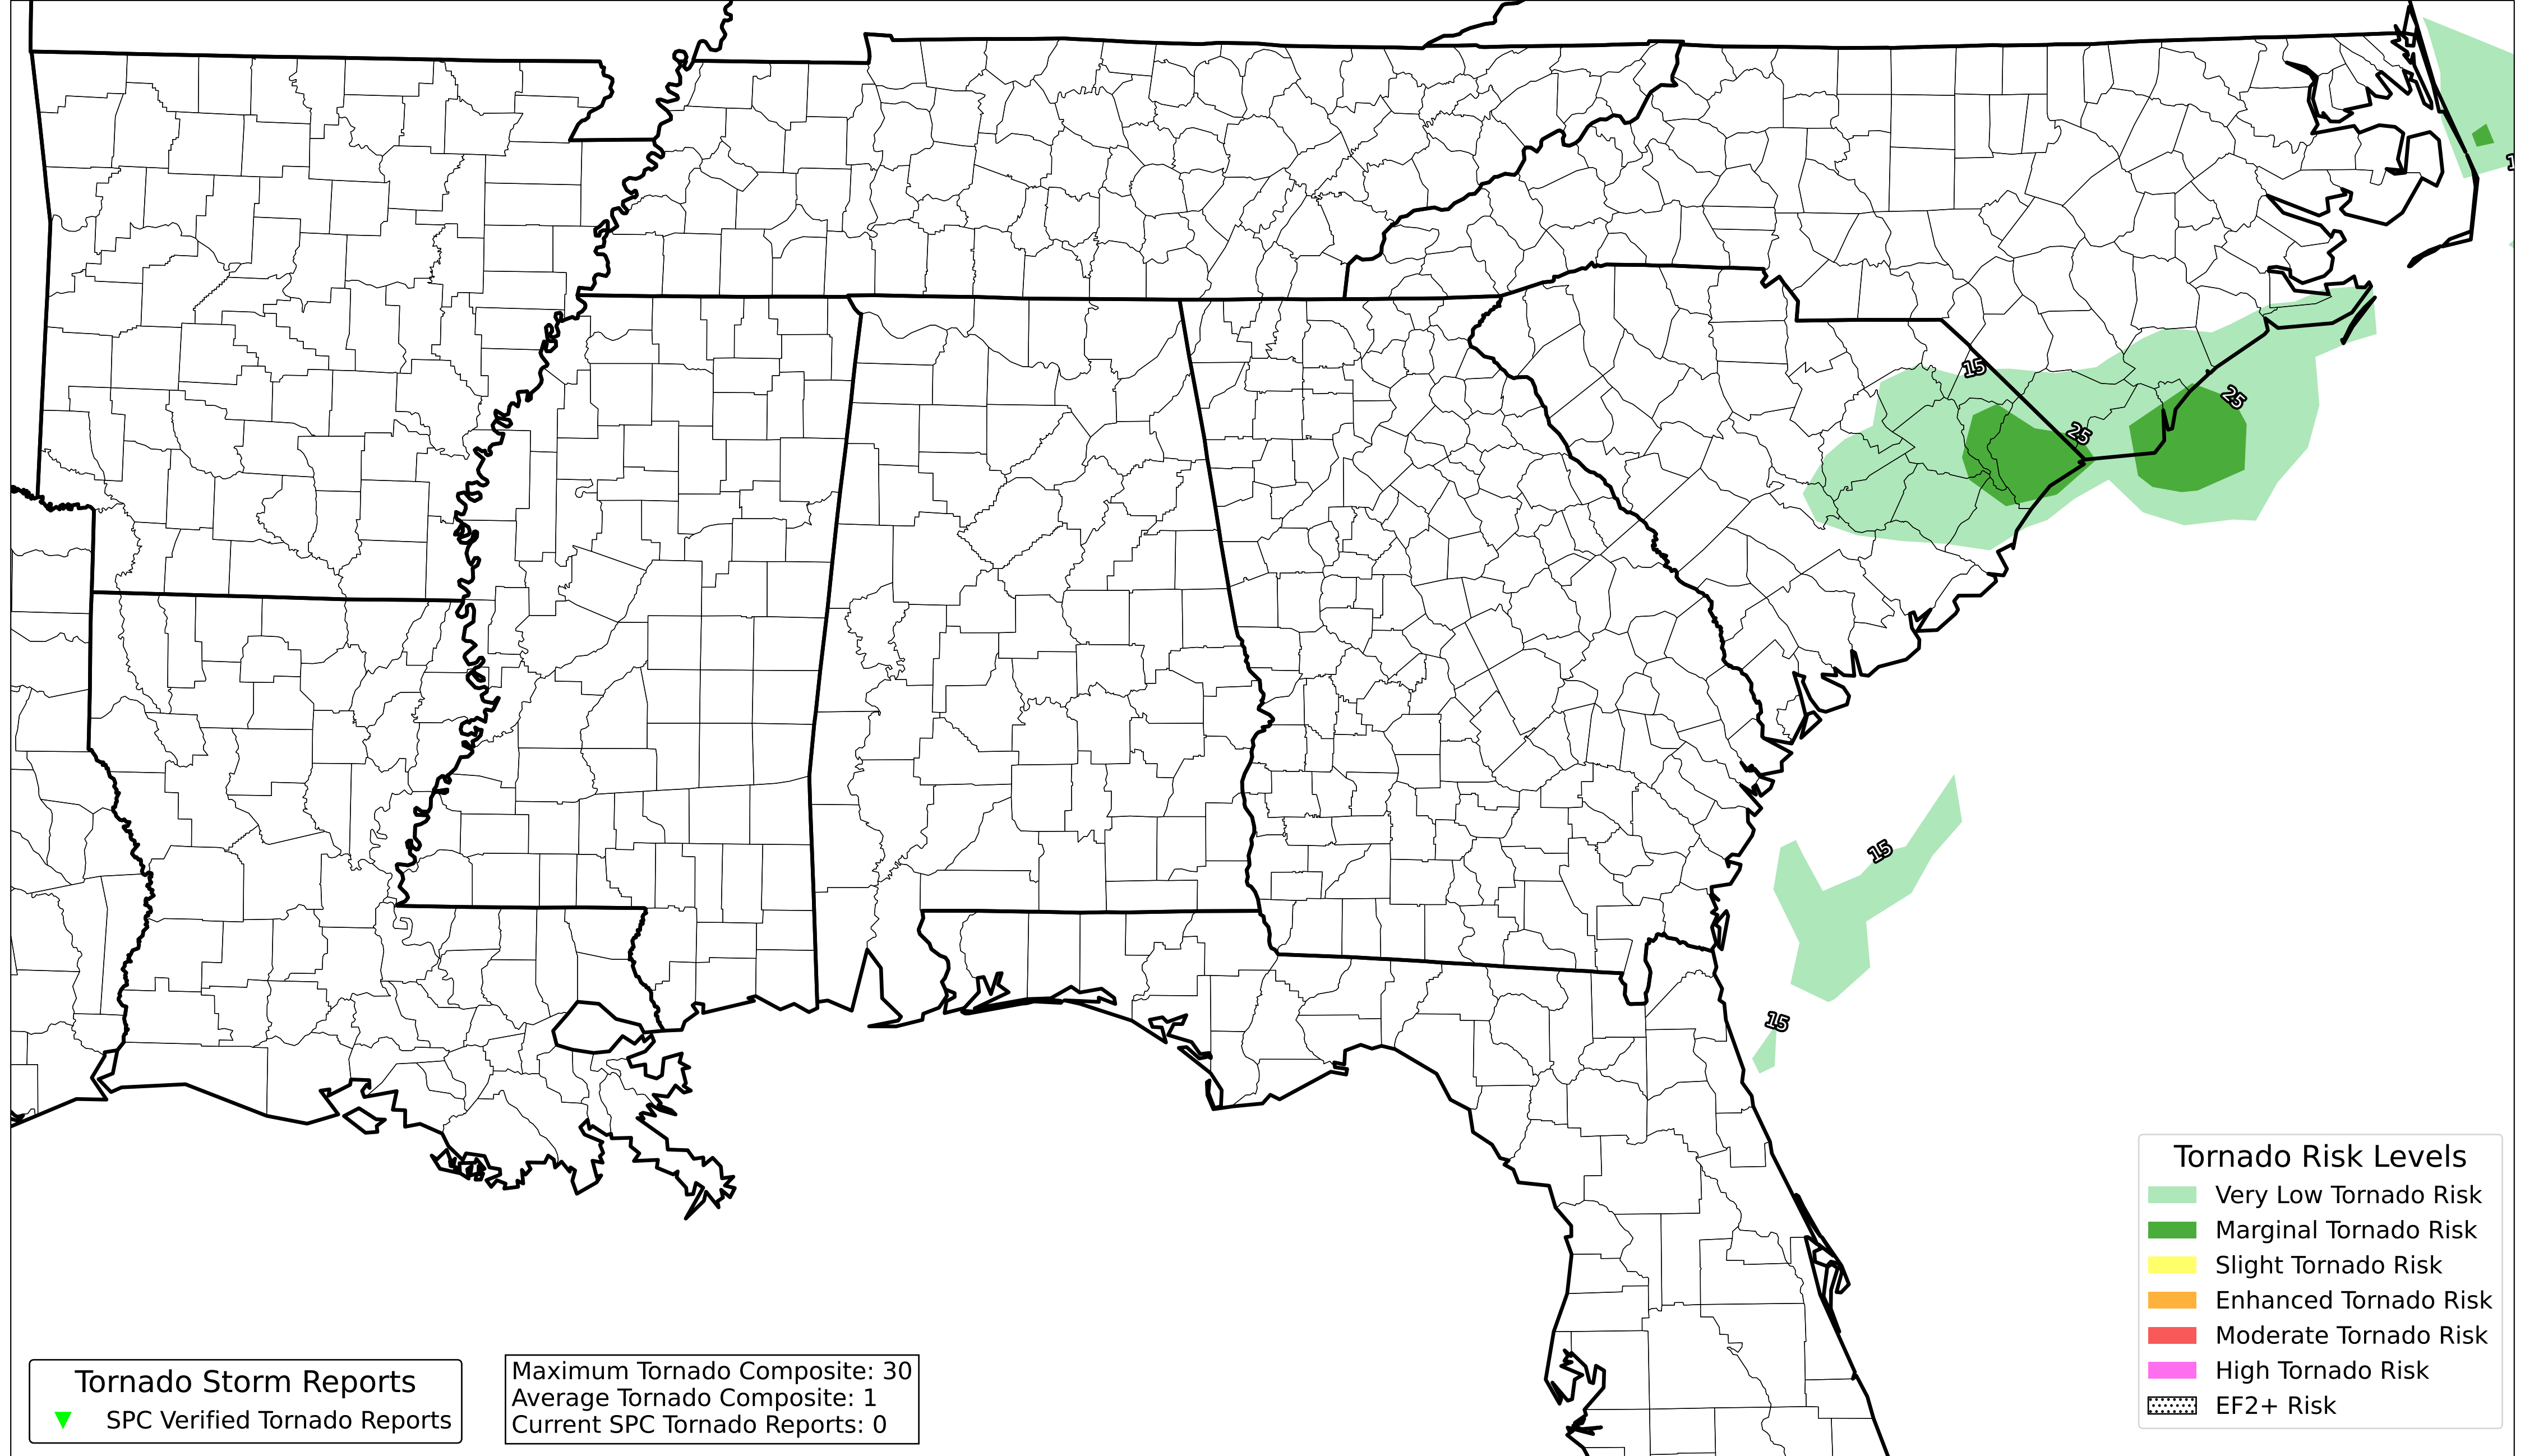 1
15
25
25
15
15
Tornado Risk Levels
Very Low Tornado Risk
Marginal Tornado Risk
Slight Tornado Risk
Enhanced Tornado Risk
Moderate Tornado Risk
High Tornado Risk
EF2+ Risk
Tornado Storm Reports
SPC Verified Tornado Reports
Maximum Tornado Composite: 30
Average Tornado Composite: 1
Current SPC Tornado Reports: 0